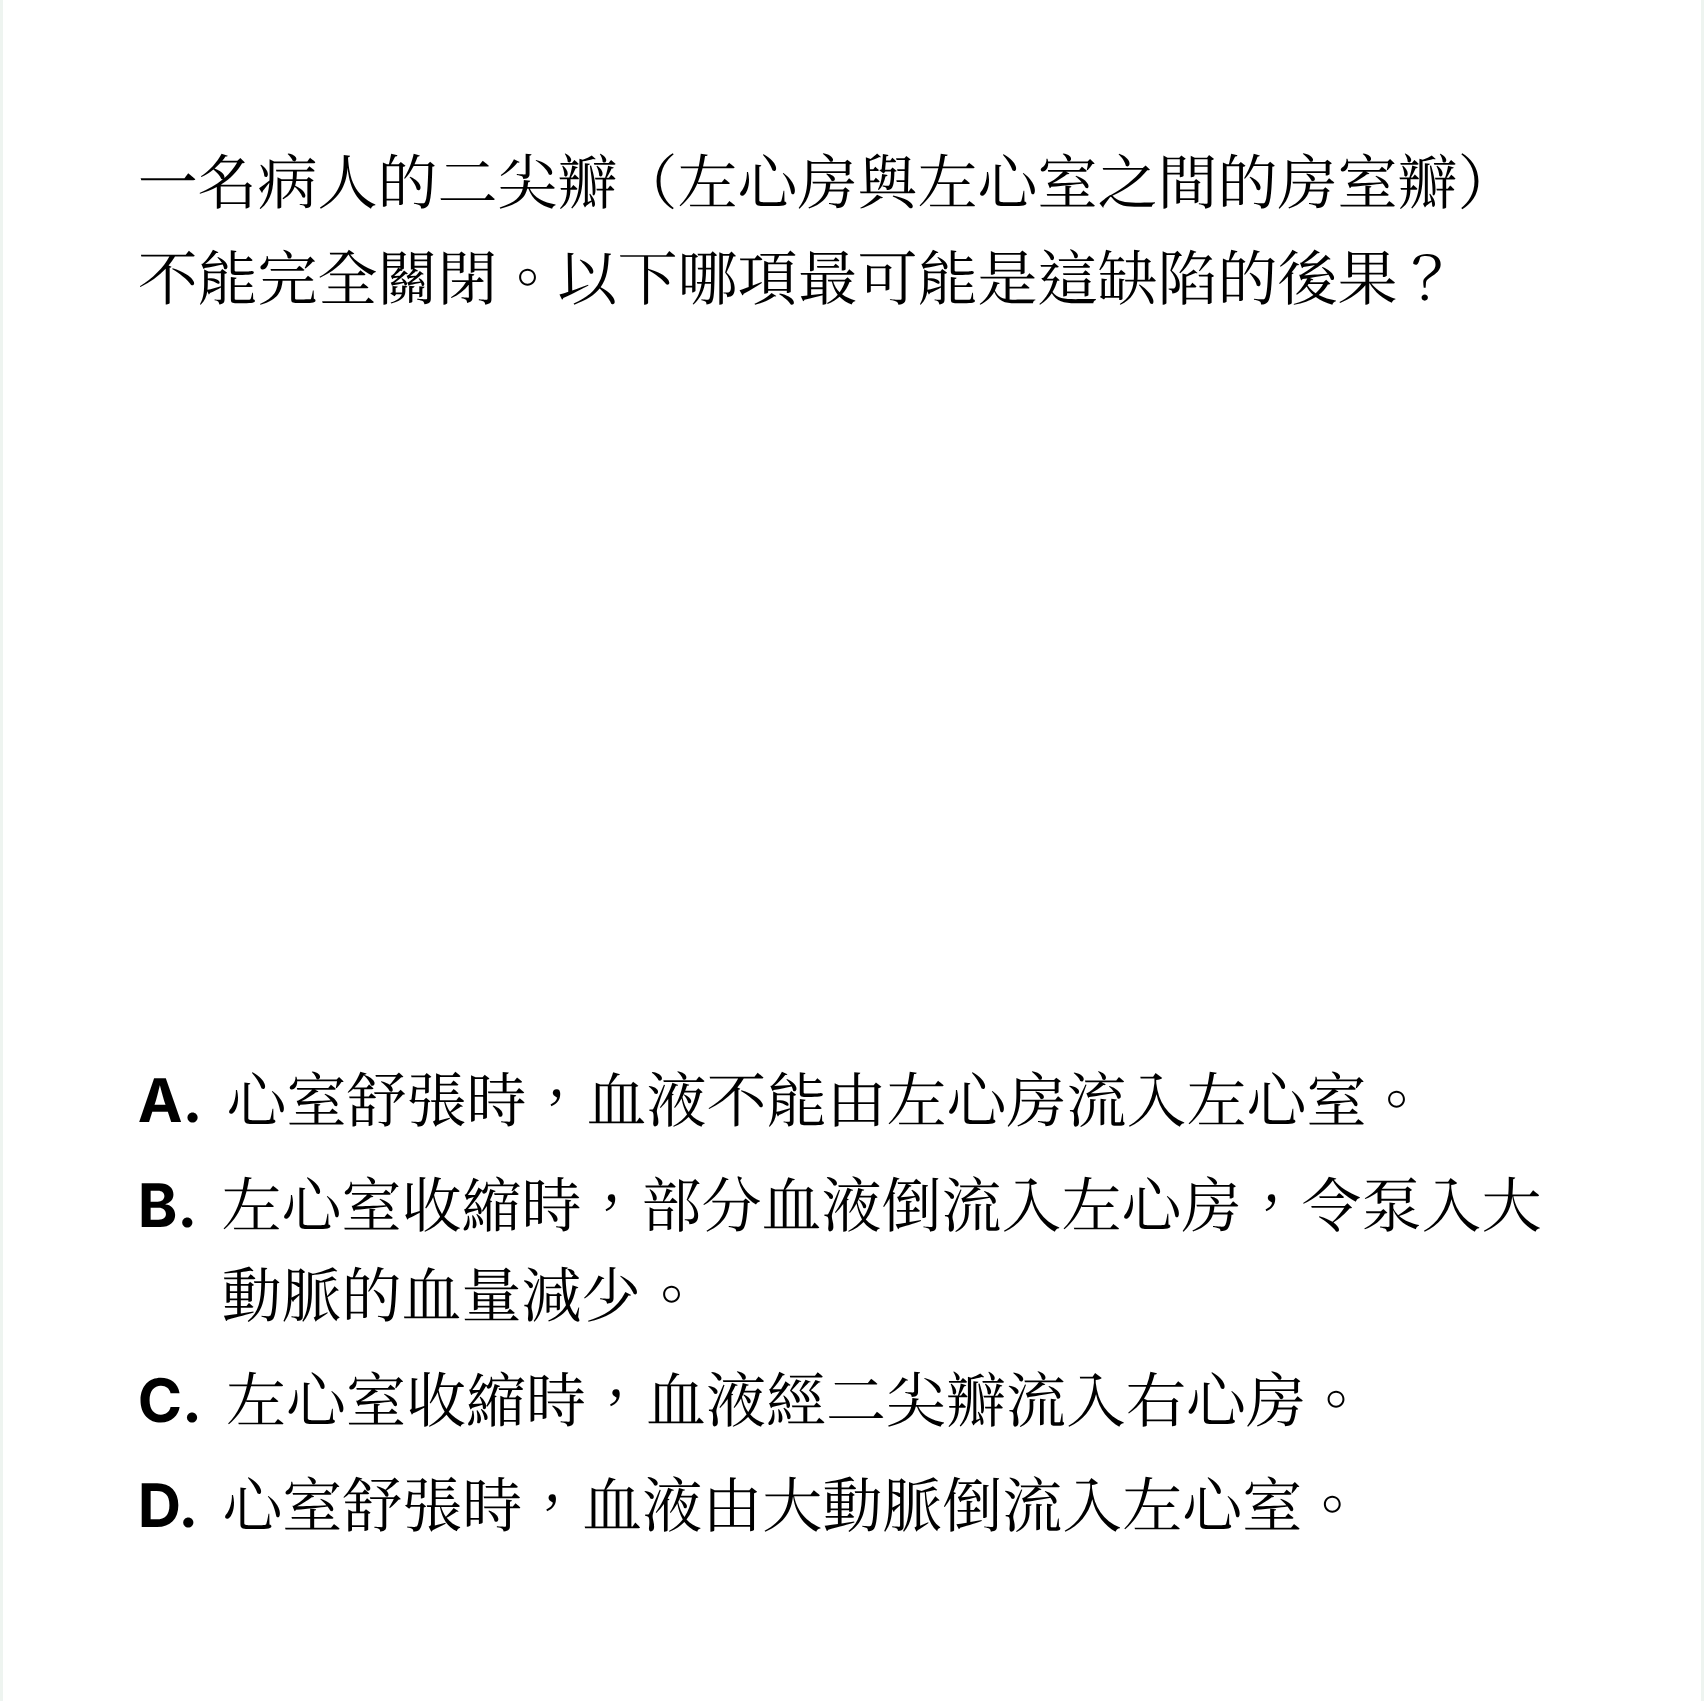 一名病人的二尖瓣（左心房與左心室之間的房室瓣）
不能完全關閉。以下哪項最可能是這缺陷的後果？
A. 心室舒張時，血液不能由左心房流入左心室。
B. 左心室收縮時，部分血液倒流入左心房，令泵入大
動脈的血量減少。
C. 左心室收縮時，血液經二尖瓣流入右心房。
D. 心室舒張時，血液由大動脈倒流入左心室。